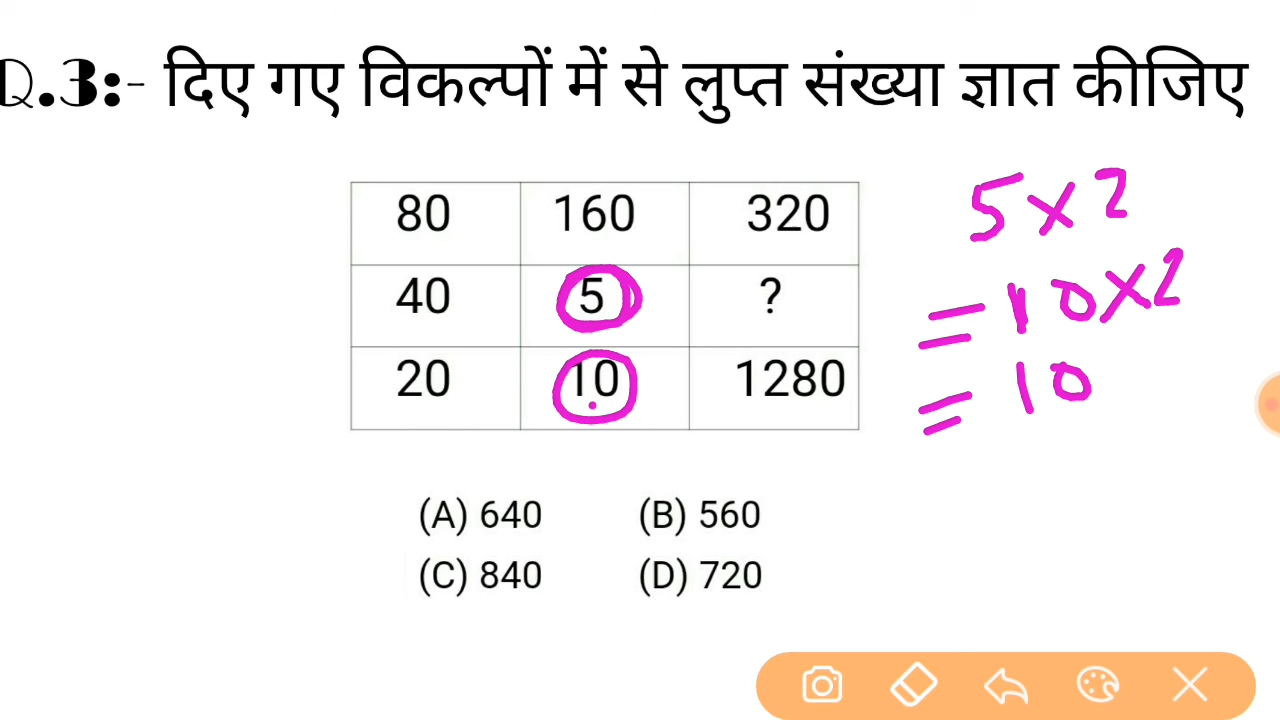 Q.3:- दिए गए विकल्पों में से लुप्त संख्या ज्ञात कीजिए
80 160 320
40 5 ?
20 10 1280
5 x 2
= 10 x 2
= 10
(A) 640 (B) 560
(C) 840 (D) 720